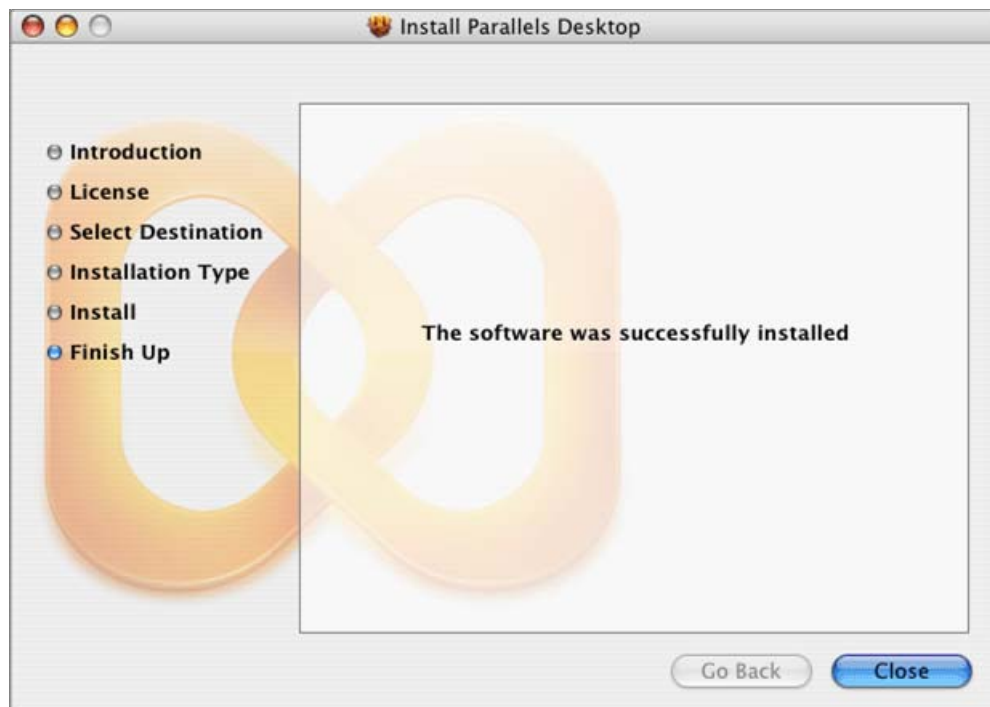 Install Parallels Desktop
Introduction
License
Select Destination
Installation Type
Install
Finish Up
The software was successfully installed
Go Back
Close